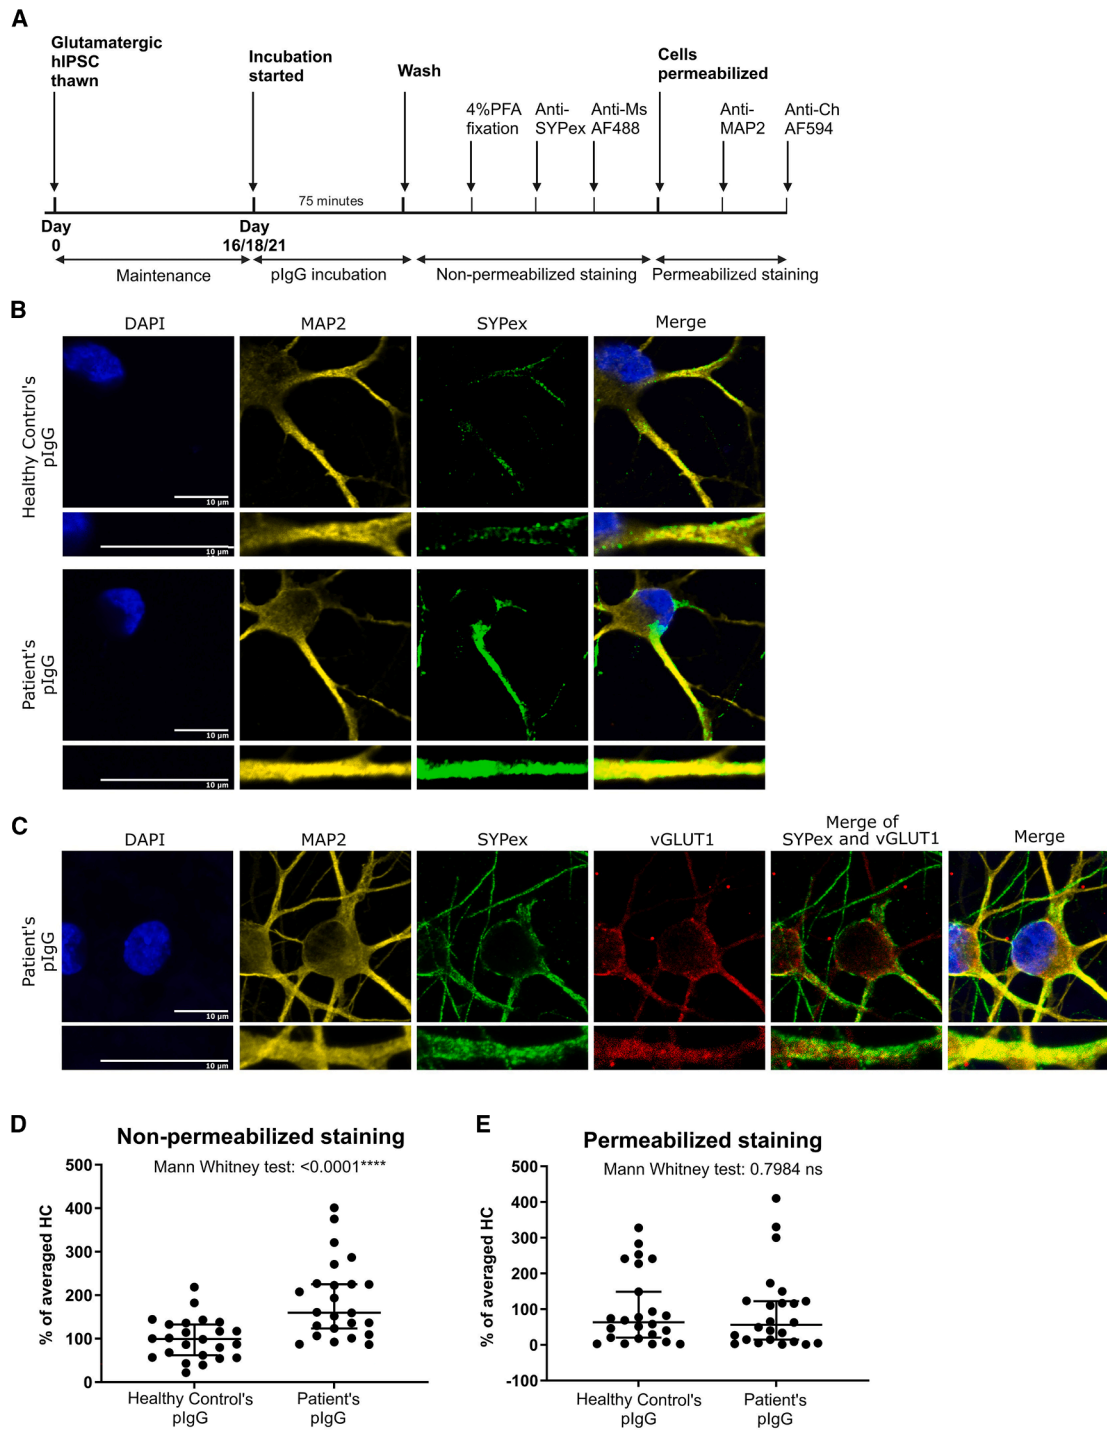 A
Glutamatergic
hIPSC
thawn
Incubation
started
Wash
Cells
permeabilized
4%PFA
fixation
Anti-
SYPex
Anti-Ms
AF488
Anti-
MAP2
Anti-Ch
AF594
75 minutes
Day
0
Day
16/18/21
Maintenance
pIgG incubation
Non-permeabilized staining
Permeabilized staining
B
DAPI
MAP2
SYPex
Merge
Healthy Control's
pIgG
10 µm
10 µm
Patient's
pIgG
10 µm
10 µm
C
DAPI
MAP2
SYPex
vGLUT1
Merge of
SYPex and vGLUT1
Merge
Patient's
pIgG
10 µm
10 µm
D
Non-permeabilized staining
Mann Whitney test: <0.0001****
% of averaged HC
500
400
300
200
100
0
Healthy Control's
pIgG
Patient's
pIgG
E
Permeabilized staining
Mann Whitney test: 0.7984 ns
% of averaged HC
500
400
300
200
100
0
-100
Healthy Control's
pIgG
Patient's
pIgG